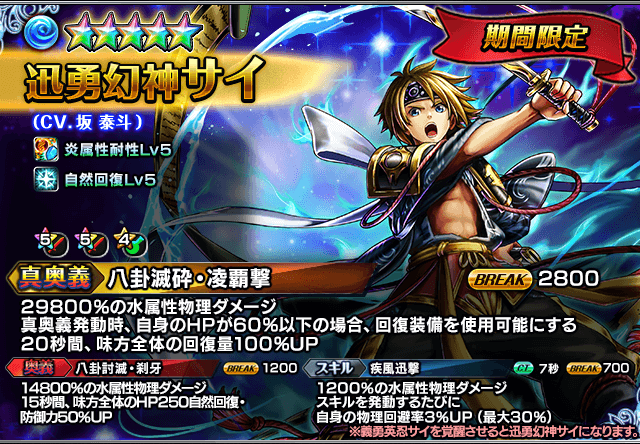 期間限定
迅勇幻神サイ
(CV.坂 泰斗)
炎属性耐性Lv5
自然回復Lv5
5 5 4
真奥義 八卦滅砕・凌覇撃 BREAK 2800
29800%の水属性物理ダメージ
真奥義発動時、自身のHPが60%以下の場合、回復装備を使用可能にする
20秒間、味方全体の回復量100%UP
奥義 八卦討滅・剃牙 BREAK 1200
14800%の水属性物理ダメージ
15秒間、味方全体のHP250自然回復・
防御力50%UP
スキル 疾風迅撃 CT 7秒 BREAK 700
1200%の水属性物理ダメージ
スキルを発動するたびに
自身の物理回避率3%UP (最大30%)
※義勇英忍サイを覚醒させると迅勇幻神サイになります。